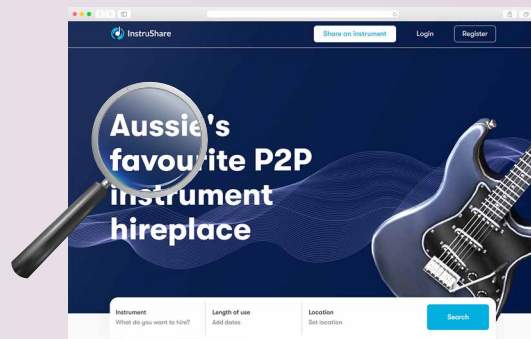 InstruShare
Share an instrument
Login
Register
Aussie's
favourite P2P
instrument
hireplace
Instrument
What do you want to hire?
Length of use
Add dates
Location
Set location
Search